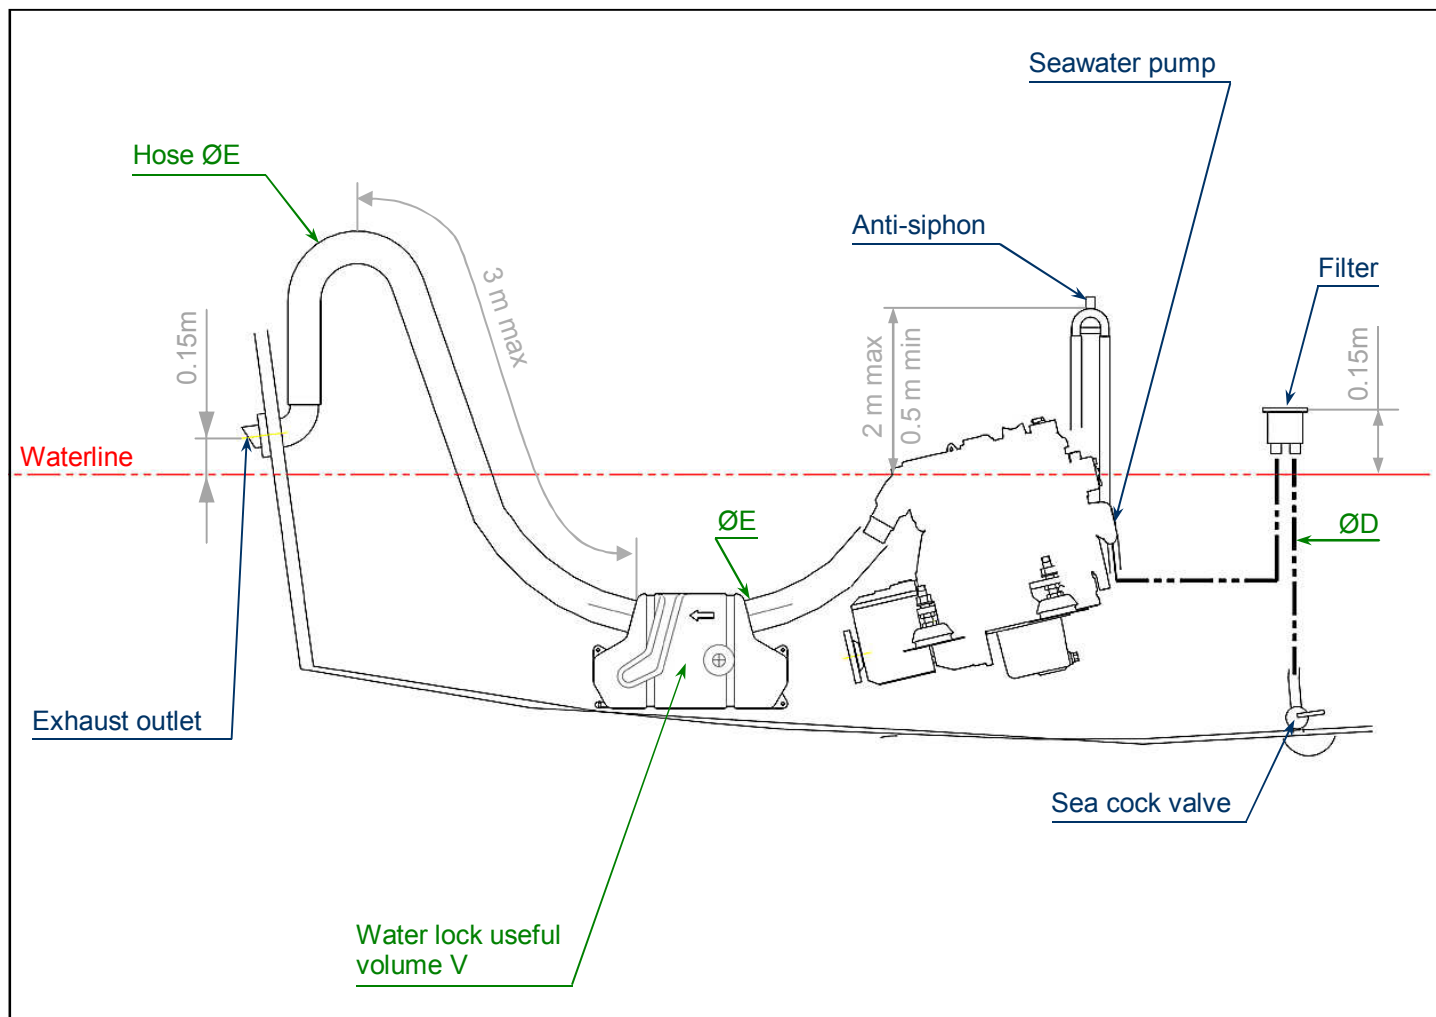 Seawater pump
Hose ØE
Anti-siphon
Filter
3 m max
0.15m
2 m max
0.5 m min
0.15m
Waterline
ØE
ØD
Exhaust outlet
Sea cock valve
Water lock useful
volume V